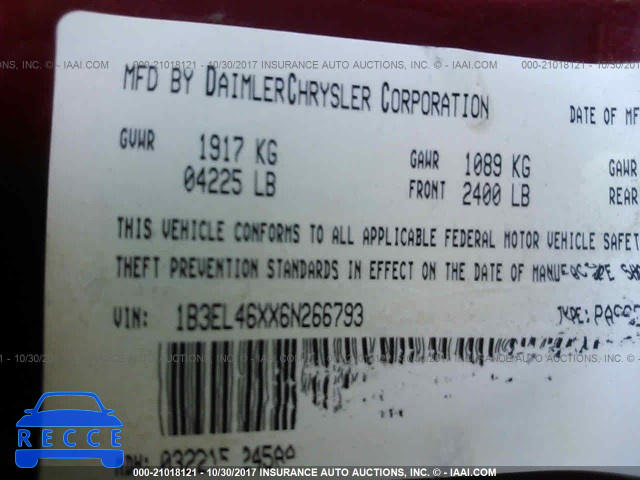 000-21018121 - 10/30/2017 INSURANCE AUTO AUCTIONS, INC. - © IAAI.COM
MFD BY DAIMLERCHRYSLER CORPORATION
DATE OF MF
GVWR 1917 KG GAWR 1089 KG GAWR
04225 LB FRONT 2400 LB REAR
THIS VEHICLE CONFORMS TO ALL APPLICABLE FEDERAL MOTOR VEHICLE SAFET
THEFT PREVENTION STANDARDS IN EFFECT ON THE DATE OF
VIN: 1B3EL46XX6N266793 TYPE:
RECCE
MDH: 032215
000-21018121 - 10/30/2017 INSURANCE AUTO AUCTIONS, INC. - © IAAI.COM